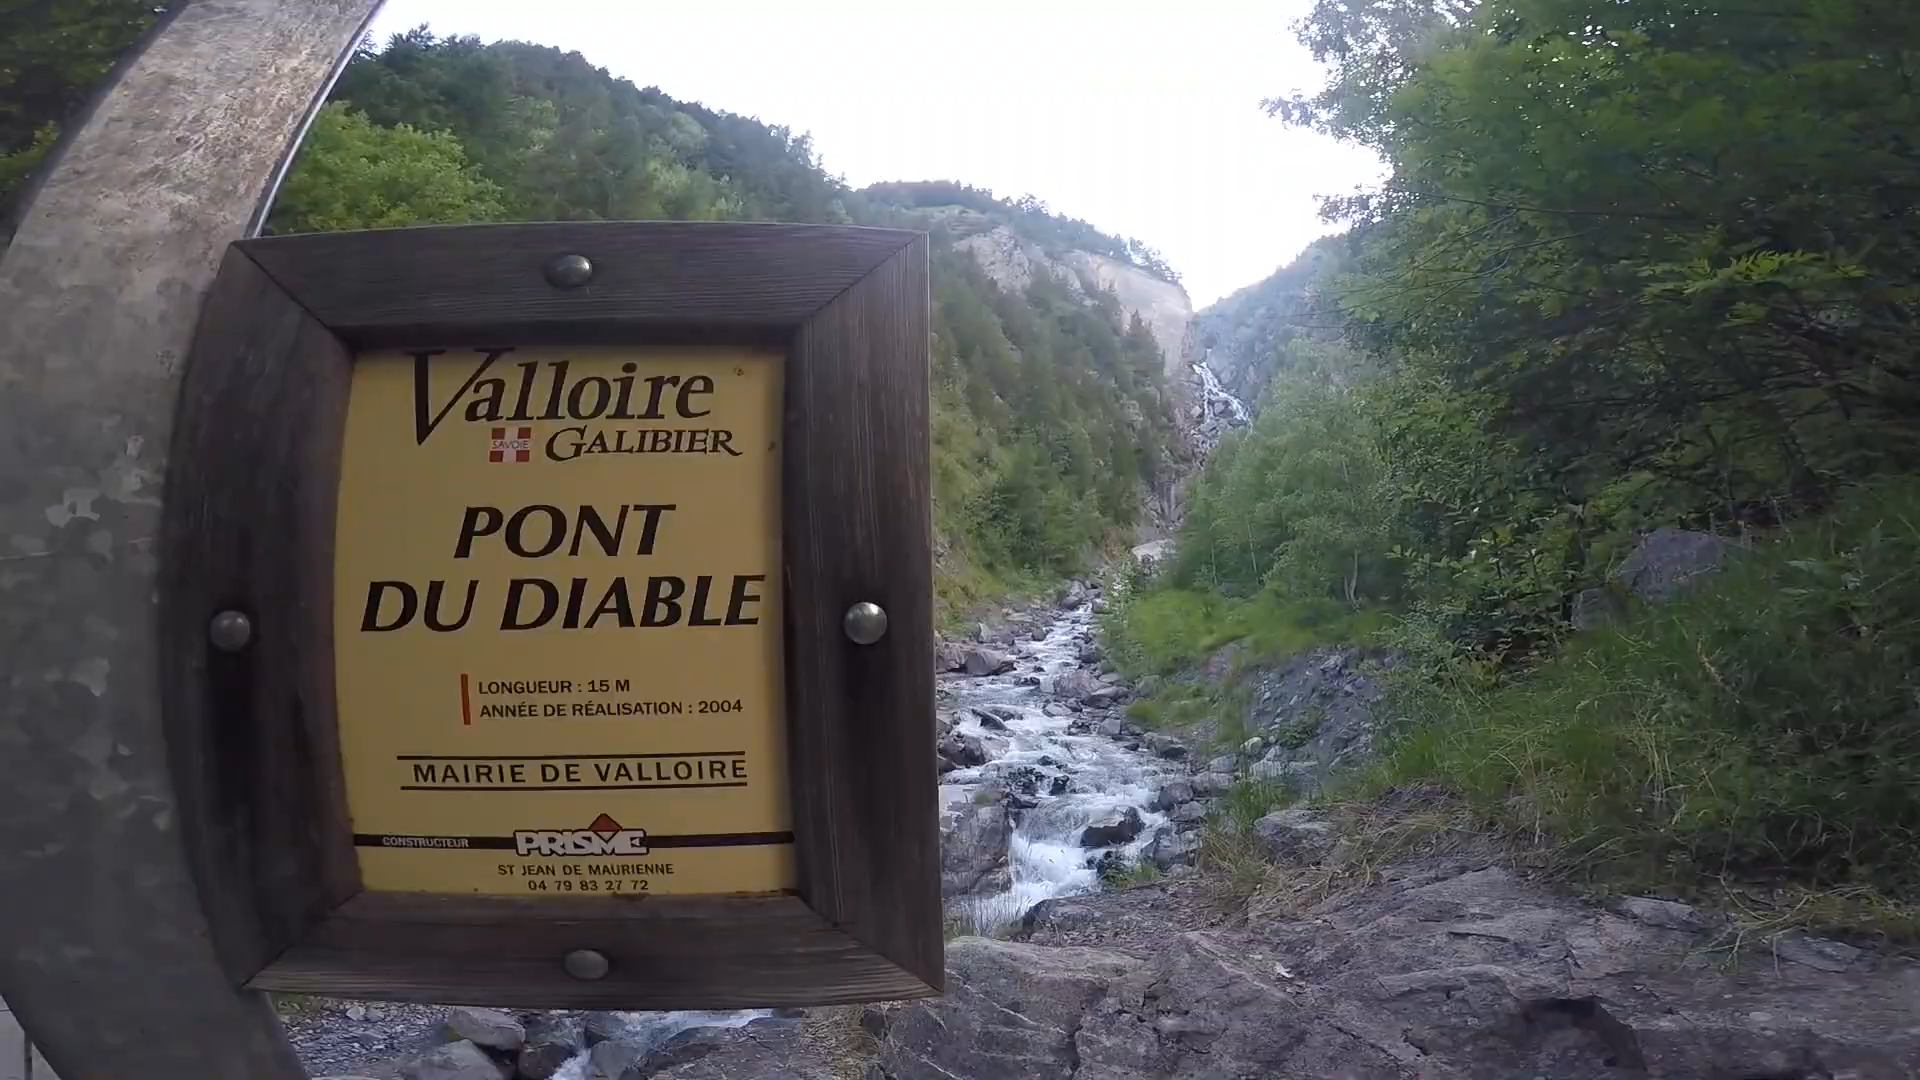 Valloire
SAVOIE
GALIBIER
PONT
DU DIABLE
LONGUEUR : 15 M
ANNÉE DE RÉALISATION : 2004
MAIRIE DE VALLOIRE
CONSTRUCTEUR
PRISME
ST JEAN DE MAURIENNE
04 79 83 27 72